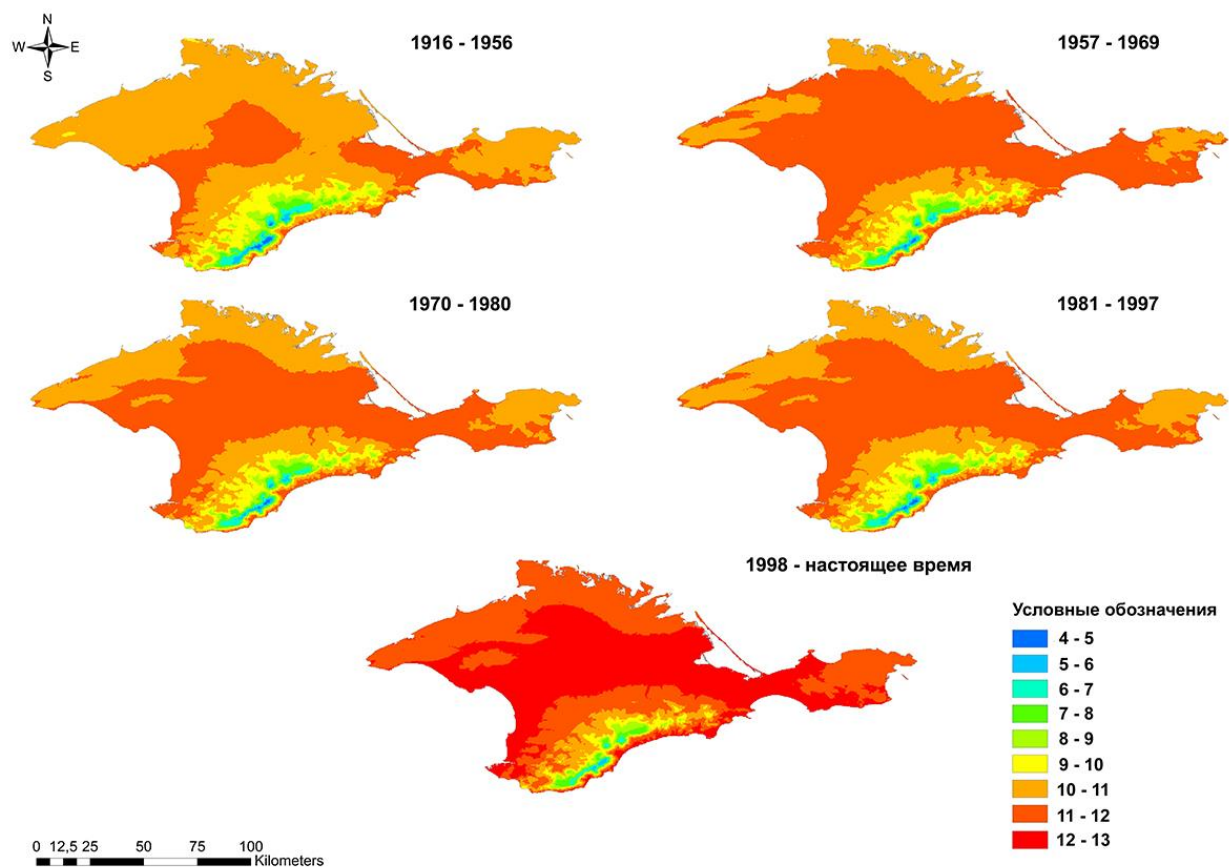 N
W E
S
1916 - 1956
1957 - 1969
1970 - 1980
1981 - 1997
1998 - настоящее время
Условные обозначения
4 - 5
5 - 6
6 - 7
7 - 8
8 - 9
9 - 10
10 - 11
11 - 12
12 - 13
0 12,5 25 50 75 100
Kilometers